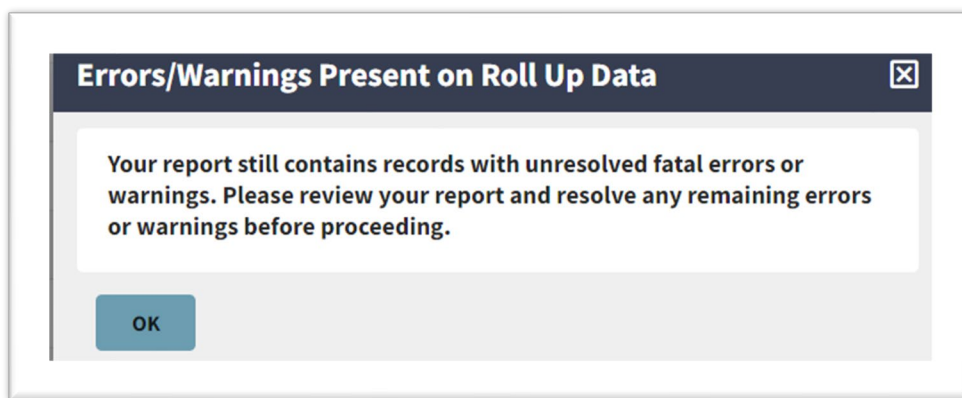 Errors/Warnings Present on Roll Up Data
Your report still contains records with unresolved fatal errors or
warnings. Please review your report and resolve any remaining errors
or warnings before proceeding.
OK